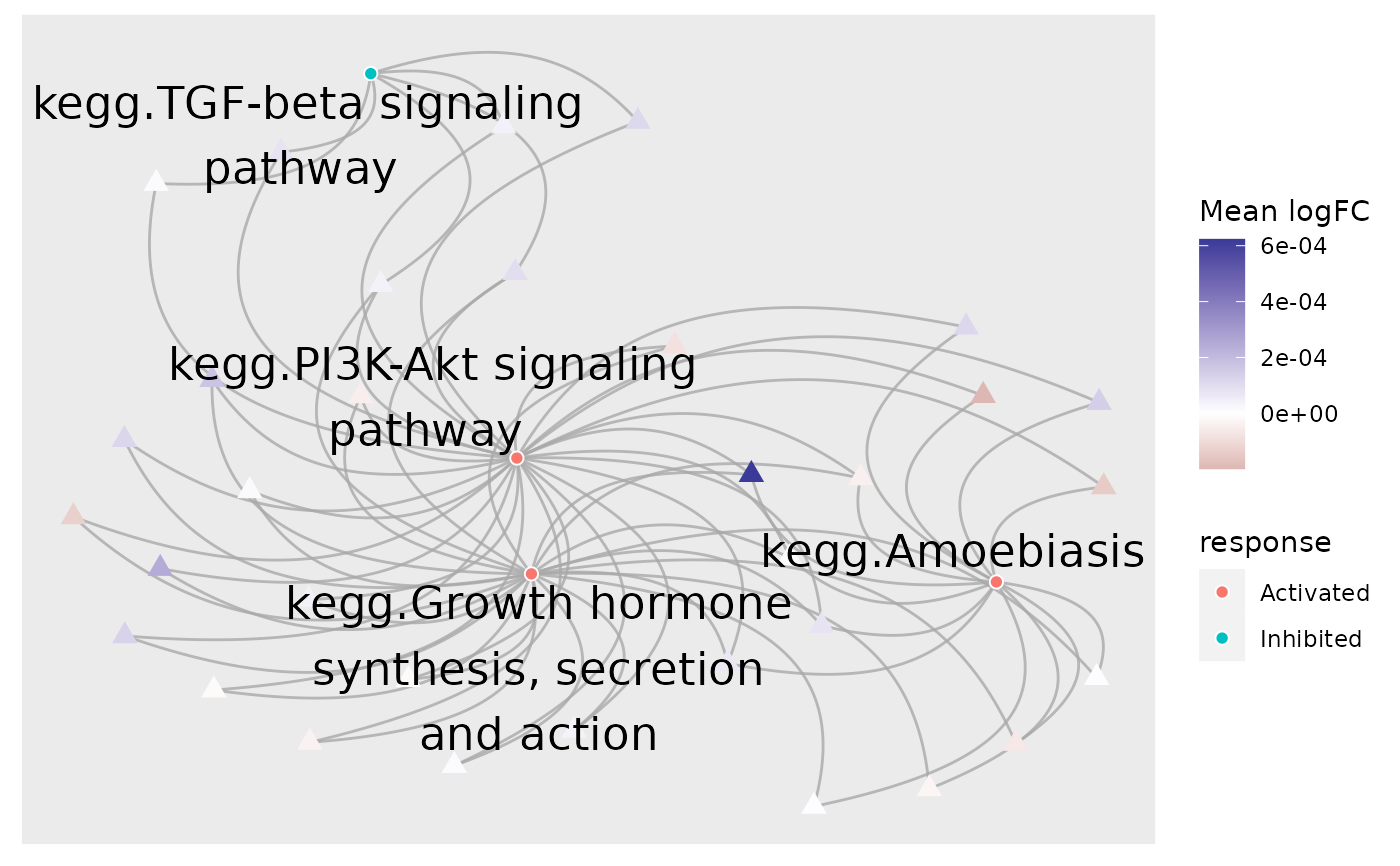 kegg.TGF-beta signaling
pathway
kegg.PI3K-Akt signaling
pathway
kegg.Amoebiasis
kegg.Growth hormone
synthesis, secretion
and action
Mean logFC
6e-04
4e-04
2e-04
0e+00
response
Activated
Inhibited